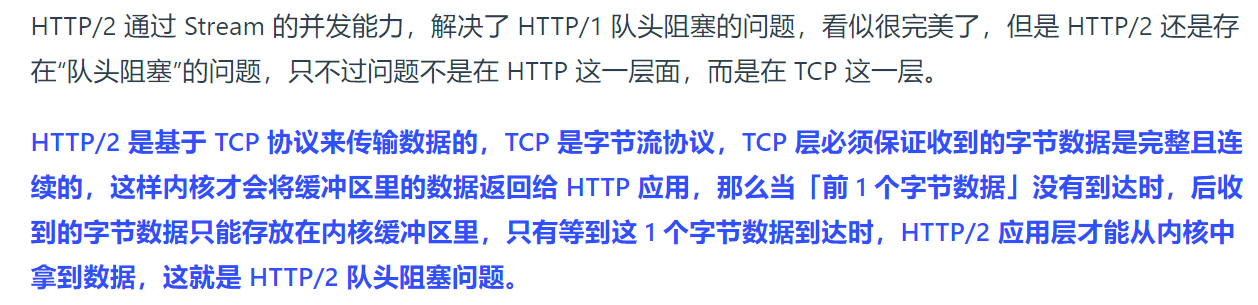 HTTP/2 通过 Stream 的并发能力，解决了 HTTP/1 队头阻塞的问题，看似很完美了，但是 HTTP/2 还是存
在“队头阻塞”的问题，只不过问题不是在 HTTP 这一层面，而是在 TCP 这一层。
HTTP/2 是基于 TCP 协议来传输数据的，TCP 是字节流协议，TCP 层必须保证收到的字节数据是完整且连
续的，这样内核才会将缓冲区里的数据返回给 HTTP 应用，那么当「前 1 个字节数据」没有到达时，后收
到的字节数据只能存放在内核缓冲区里，只有等到这 1 个字节数据到达时，HTTP/2 应用层才能从内核中
拿到数据，这就是 HTTP/2 队头阻塞问题。